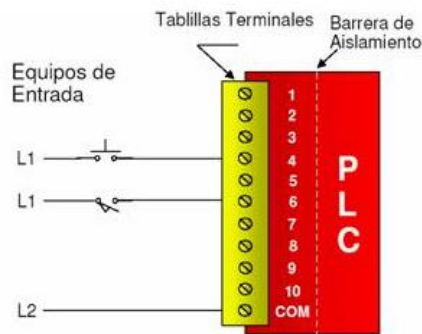 Tablillas Terminales
Barrera de
Aislamiento
Equipos de
Entrada
L1
L1
L2
1
2
3
4
5
6
7
8
9
10
COM
P
L
C